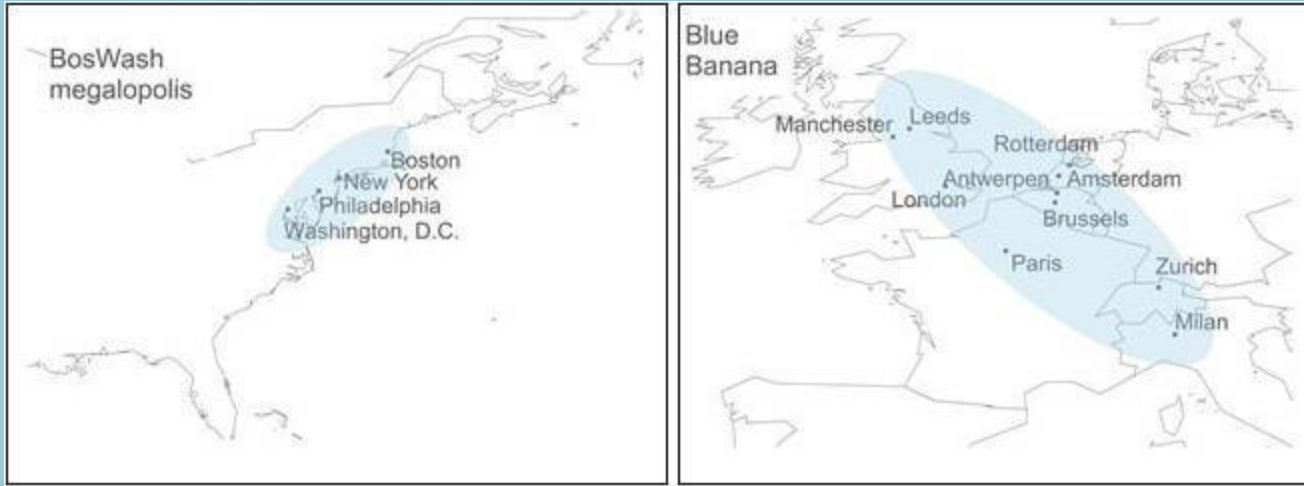 BosWash
megalopolis
Boston
New York
Philadelphia
Washington, D.C.
Blue
Banana
Manchester
Leeds
Rotterdam
Antwerpen
Amsterdam
London
Brussels
Paris
Zurich
Milan